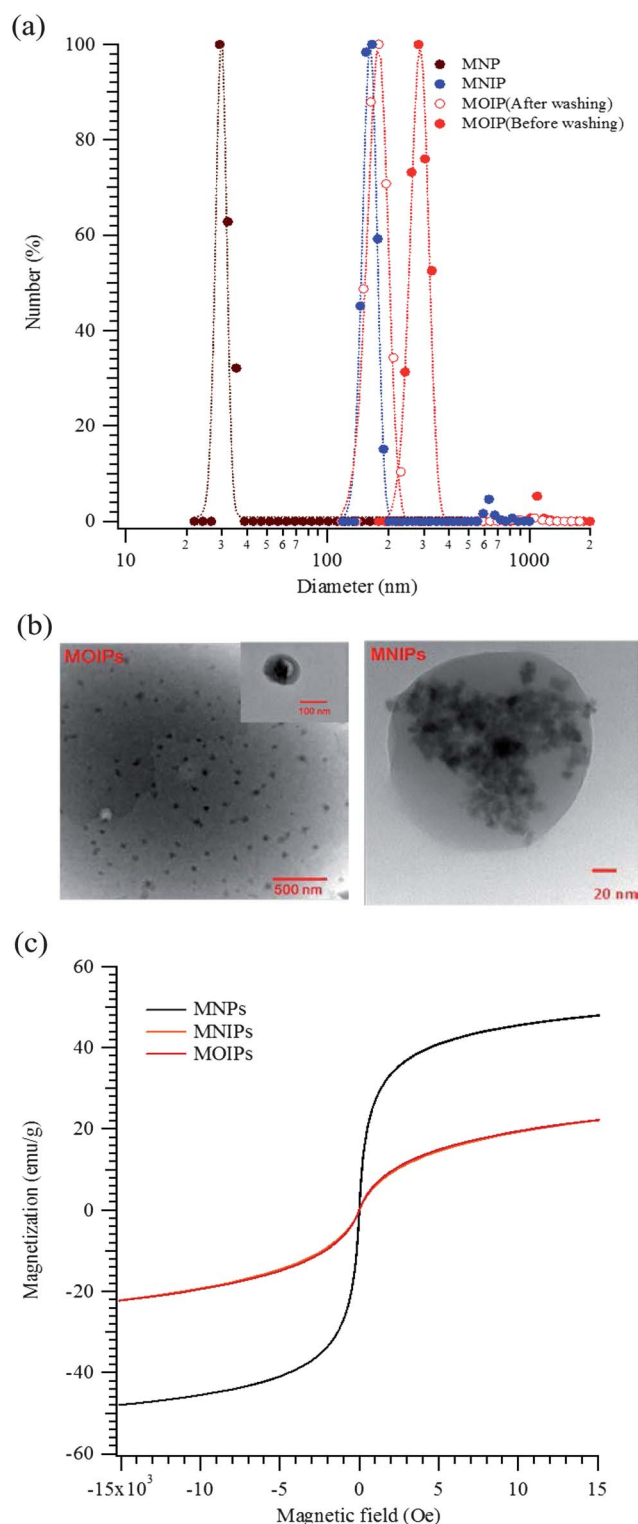 (a)
100
80
60
40
20
0
Number (%)
MNP
MNIP
MOIP(After washing)
MOIP(Before washing)
2 3 4 5 6 7 2 3 4 5 6 7 2
10 100 1000
Diameter (nm)
(b)
MOIPs
100 nm
500 nm
MNIPs
20 nm
(c)
60
40
20
0
-20
-40
-60
Magnetization (emu/g)
MNPs
MNIPs
MOIPs
-15x10³ -10 -5 0 5 10 15
Magnetic field (Oe)